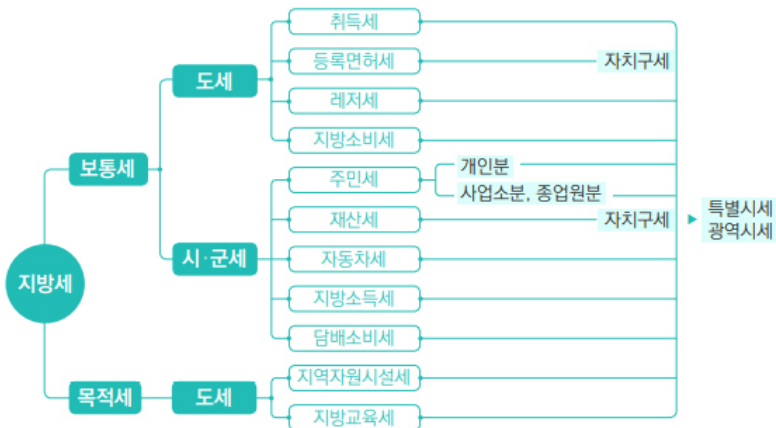 지방세
보통세
도세
취득세
등록면허세
자치구세
레저세
지방소비세
시·군세
주민세
개인분
사업소분, 종업원분
재산세
자치구세
자동차세
지방소득세
담배소비세
목적세
도세
지역자원시설세
지방교육세
특별시세
광역시세